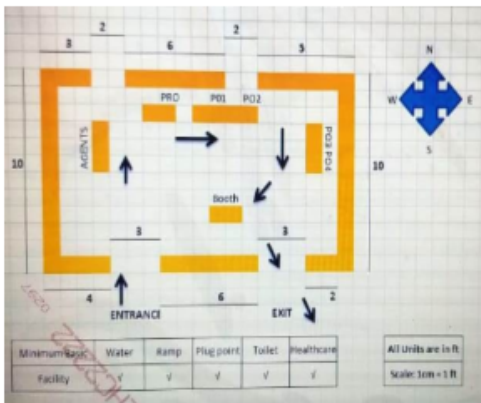 2 2
3 6 5
N
W E
S
PRO P01 PO2
AGENTS
PO3 PO4
10 10
Booth
3 3
4 6 2
ENTRANCE EXIT
0297
Minimum Basic Water Ramp Plug point Toilet Healthcare
Facility √ √ √ √ √
All Units are in ft
Scale: 1cm = 1 ft